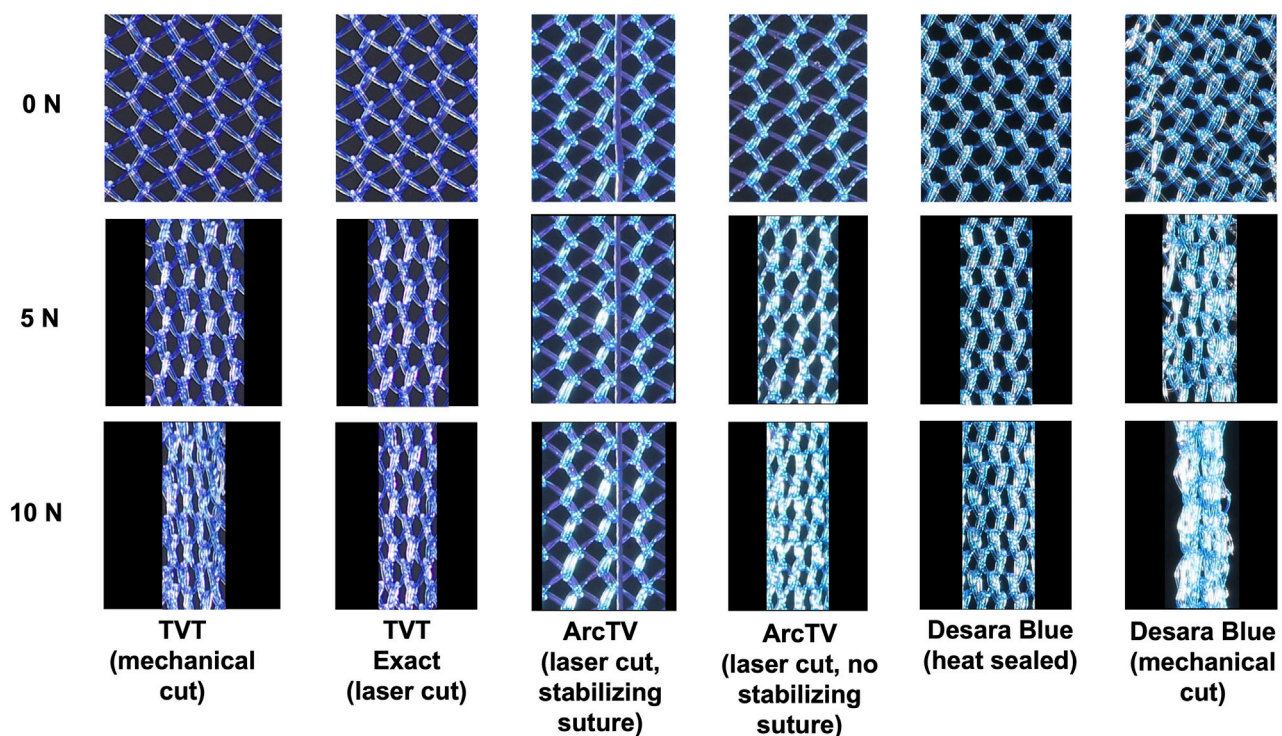 0 N
5 N
10 N
TVT
(mechanical
cut)
TVT
Exact
(laser cut)
ArcTV
(laser cut,
stabilizing
suture)
ArcTV
(laser cut, no
stabilizing
suture)
Desara Blue
(heat sealed)
Desara Blue
(mechanical
cut)